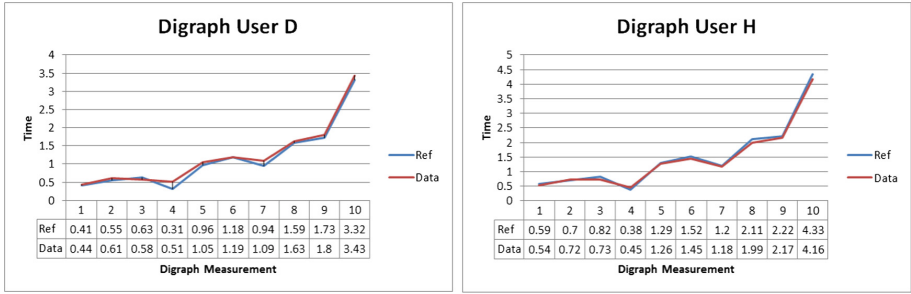 Digraph User D
4
3.5
3
2.5
2
1.5
1
0.5
0
Time
Ref
Data
1 2 3 4 5 6 7 8 9 10
Ref 0.41 0.55 0.63 0.31 0.96 1.18 0.94 1.59 1.73 3.32
Data 0.44 0.61 0.58 0.51 1.05 1.19 1.09 1.63 1.8 3.43
Digraph Measurement
Digraph User H
5
4.5
4
3.5
3
2.5
2
1.5
1
0.5
0
Time
Ref
Data
1 2 3 4 5 6 7 8 9 10
Ref 0.59 0.7 0.82 0.38 1.29 1.52 1.2 2.11 2.22 4.33
Data 0.54 0.72 0.73 0.45 1.26 1.45 1.18 1.99 2.17 4.16
Digraph Measurement